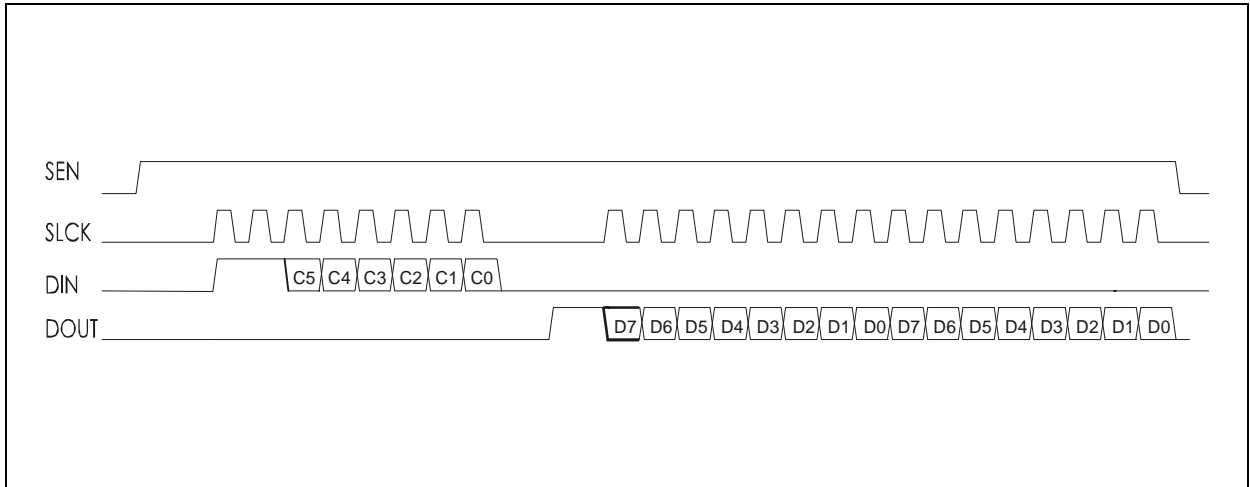 SEN
SLCK
DIN C5 C4 C3 C2 C1 C0
DOUT D7 D6 D5 D4 D3 D2 D1 D0 D7 D6 D5 D4 D3 D2 D1 D0